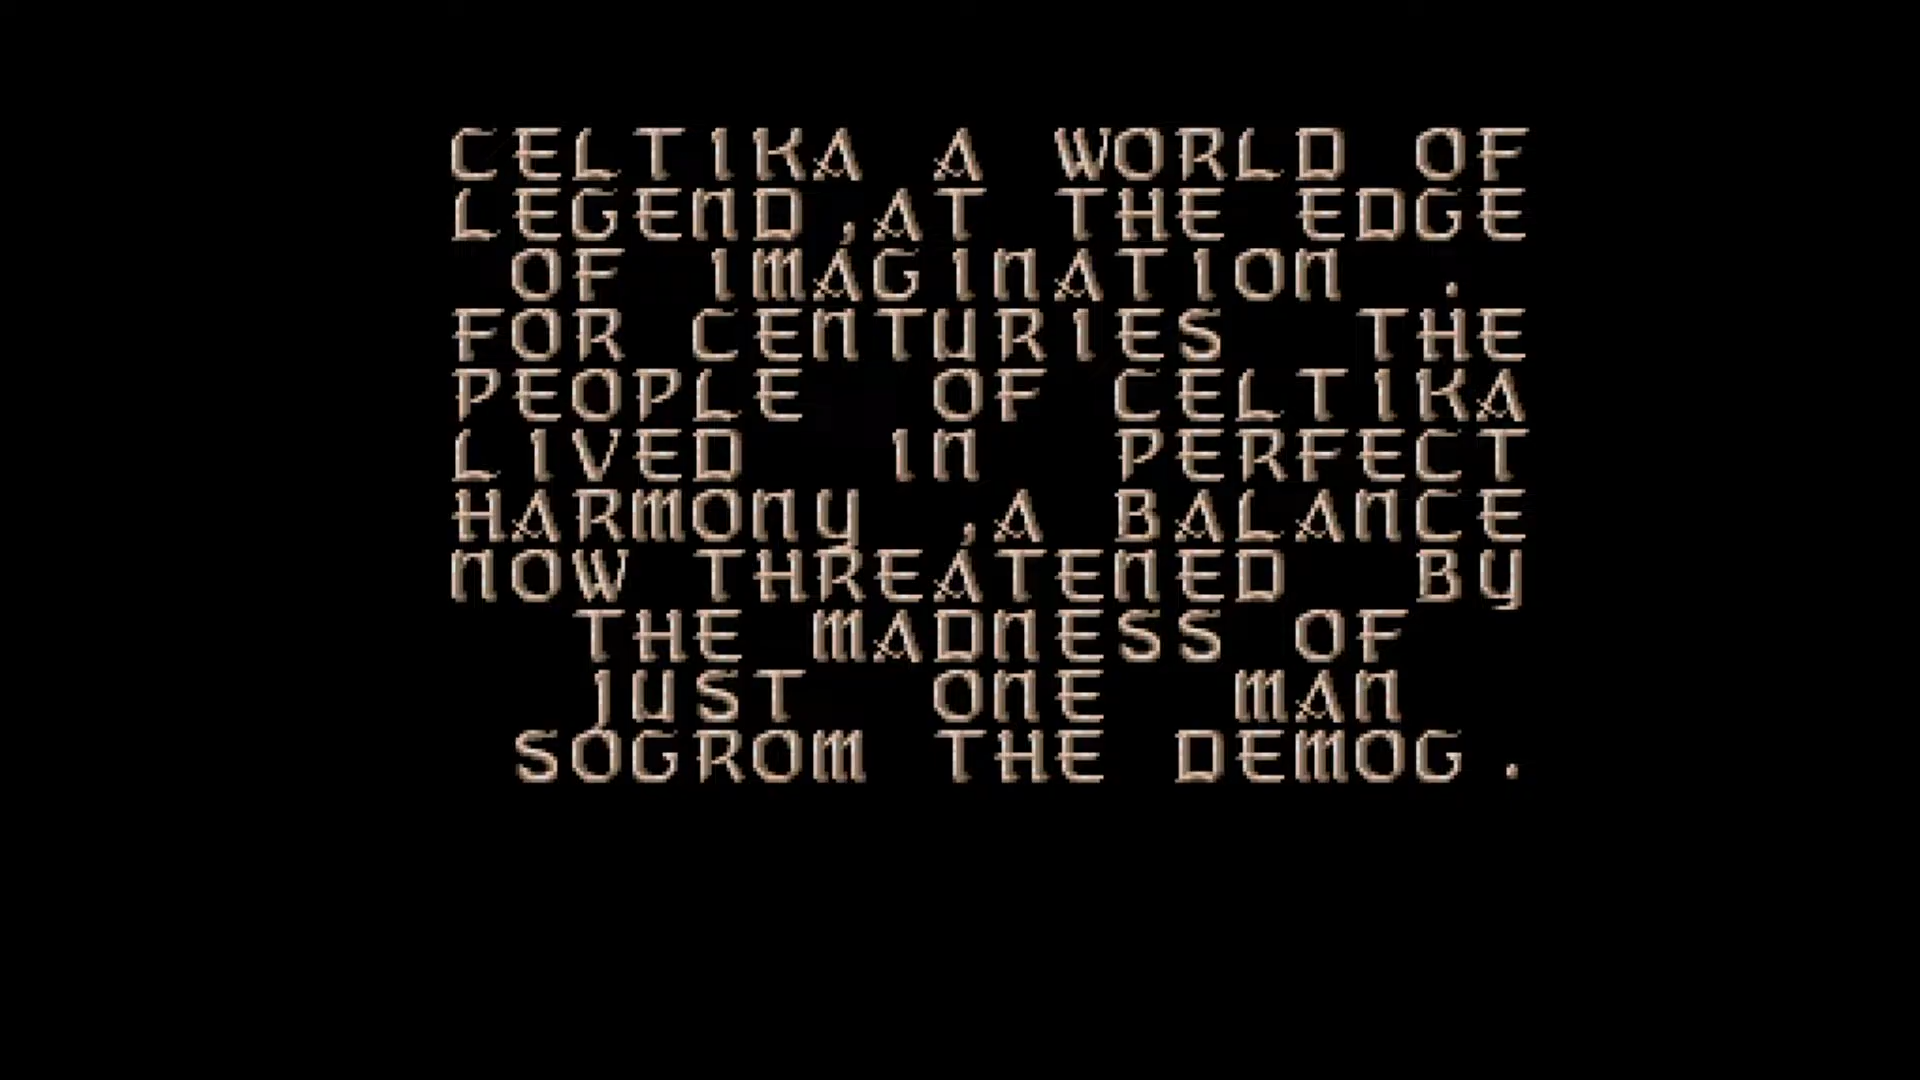 CELTIKA A WORLD OF
LEGEND ,AT THE EDGE
OF IMAGINATION .
FOR CENTURIES THE
PEOPLE OF CELTIKA
LIVED IN PERFECT
HARMONY ,A BALANCE
NOW THREATENED BY
THE MADNESS OF
JUST ONE MAN
SOGROM THE DEMOG .